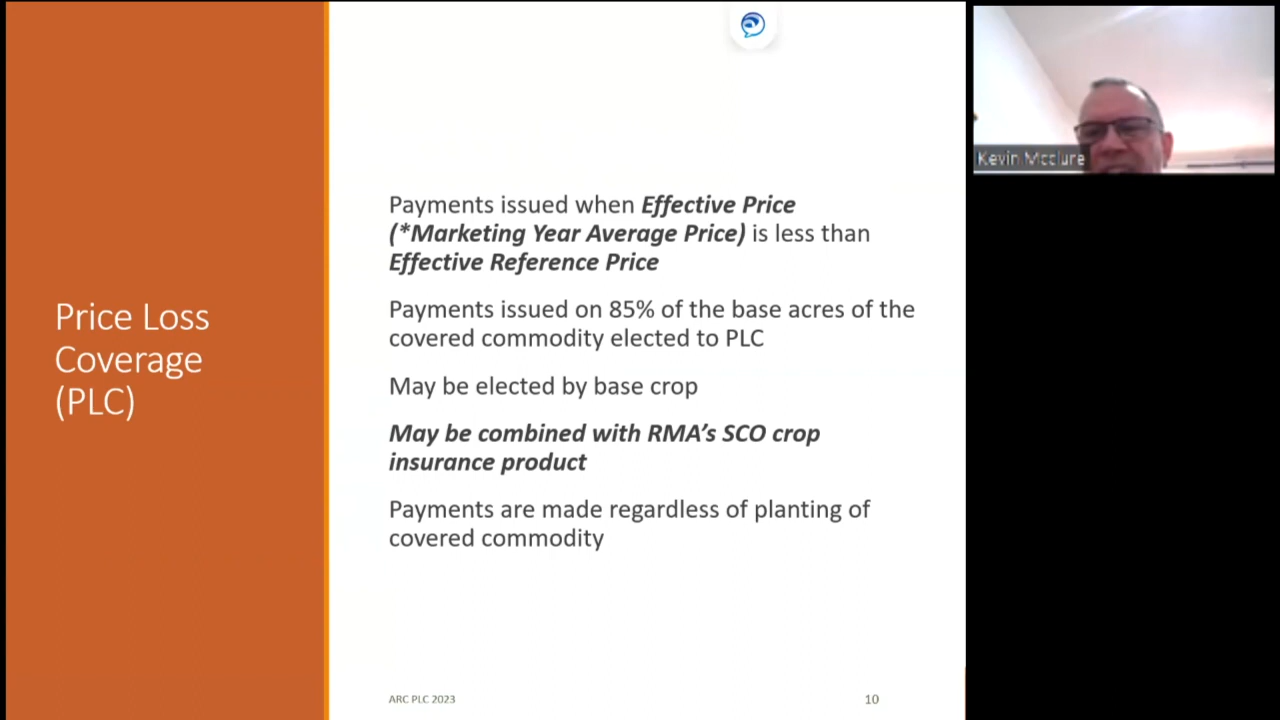 Price Loss
Coverage
(PLC)
Payments issued when Effective Price
(*Marketing Year Average Price) is less than
Effective Reference Price
Payments issued on 85% of the base acres of the
covered commodity elected to PLC
May be elected by base crop
May be combined with RMA's SCO crop
insurance product
Payments are made regardless of planting of
covered commodity
ARC PLC 2023
10
Kevin Mcclure